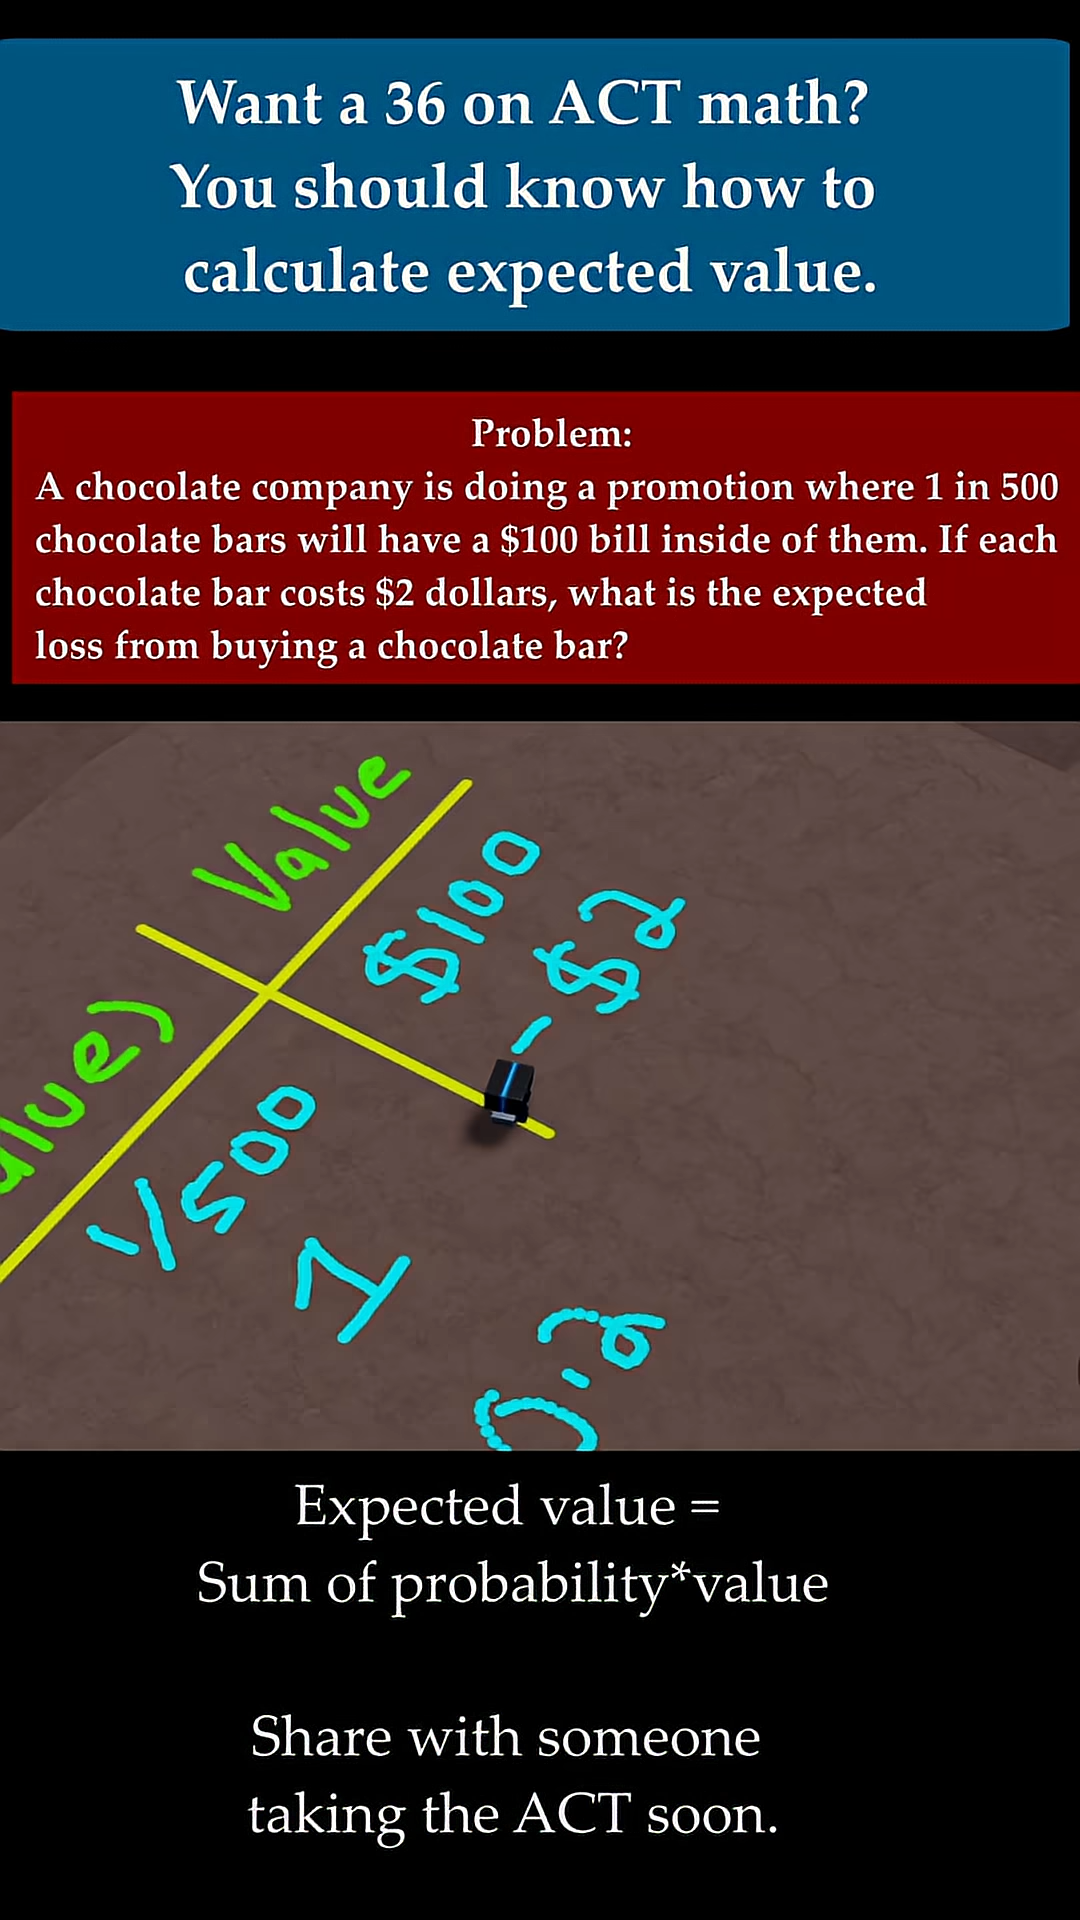 Want a 36 on ACT math?
You should know how to
calculate expected value.
Problem:
A chocolate company is doing a promotion where 1 in 500
chocolate bars will have a $100 bill inside of them. If each
chocolate bar costs $2 dollars, what is the expected
loss from buying a chocolate bar?
Value
$100
-$2
1/500
1
Expected value =
Sum of probability*value
Share with someone
taking the ACT soon.